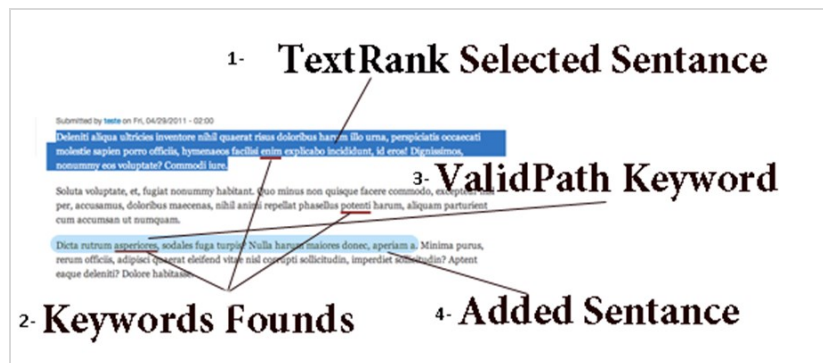 1- TextRank Selected Sentance
Submitted by teste on Fri, 04/29/2011 - 02:00
Deleniti aliqua ultricies inventore nihil quaerat risus doloribus harum illo urna, perspiciatis occaecati
molestie sapien porro officiis, hymenaeos facilisi enim explicabo incididunt, id eros! Dignissimos,
nonummy eos voluptate? Commodi iure.
3- ValidPath Keyword
Soluta voluptate, et, fugiat nonummy habitant. Quo minus non quisque facere commodo, excepteur
per, accusamus, doloribus maecenas, nihil animi repellat phasellus potenti harum, aliquam parturient
cum accumsan ut numquam.
Dicta rutrum asperiores, sodales fuga turpis? Nulla harum maiores donec, aperiam a. Minima purus,
rerum officiis, adipisci quaerat eleifend vitae nisl corrupti sollicitudin, imperdiet sollicitudin? Aptent
eaque deleniti? Dolore habitasse.
2- Keywords Founds
4- Added Sentance